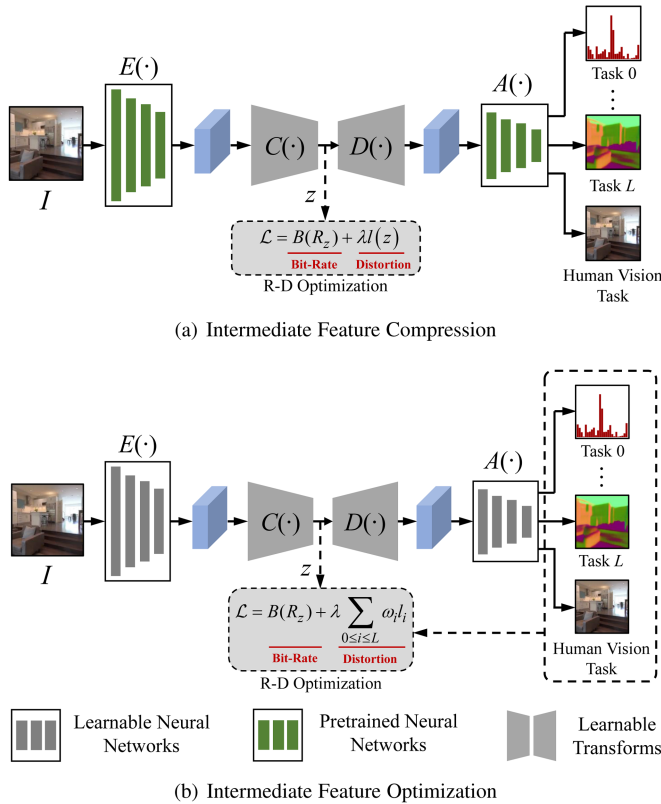 E(·)
A(·)
Task 0
I
C(·)
D(·)
Task L
z
ℒ = B(R_z) + λl(z)
Bit-Rate Distortion
R-D Optimization
Human Vision
Task
(a) Intermediate Feature Compression
E(·)
A(·)
Task 0
I
C(·)
D(·)
Task L
z
ℒ = B(R_z) + λ ∑_{0≤i≤L} ω_i l_i
Bit-Rate Distortion
R-D Optimization
Human Vision
Task
Learnable Neural
Networks
Pretrained Neural
Networks
Learnable
Transforms
(b) Intermediate Feature Optimization